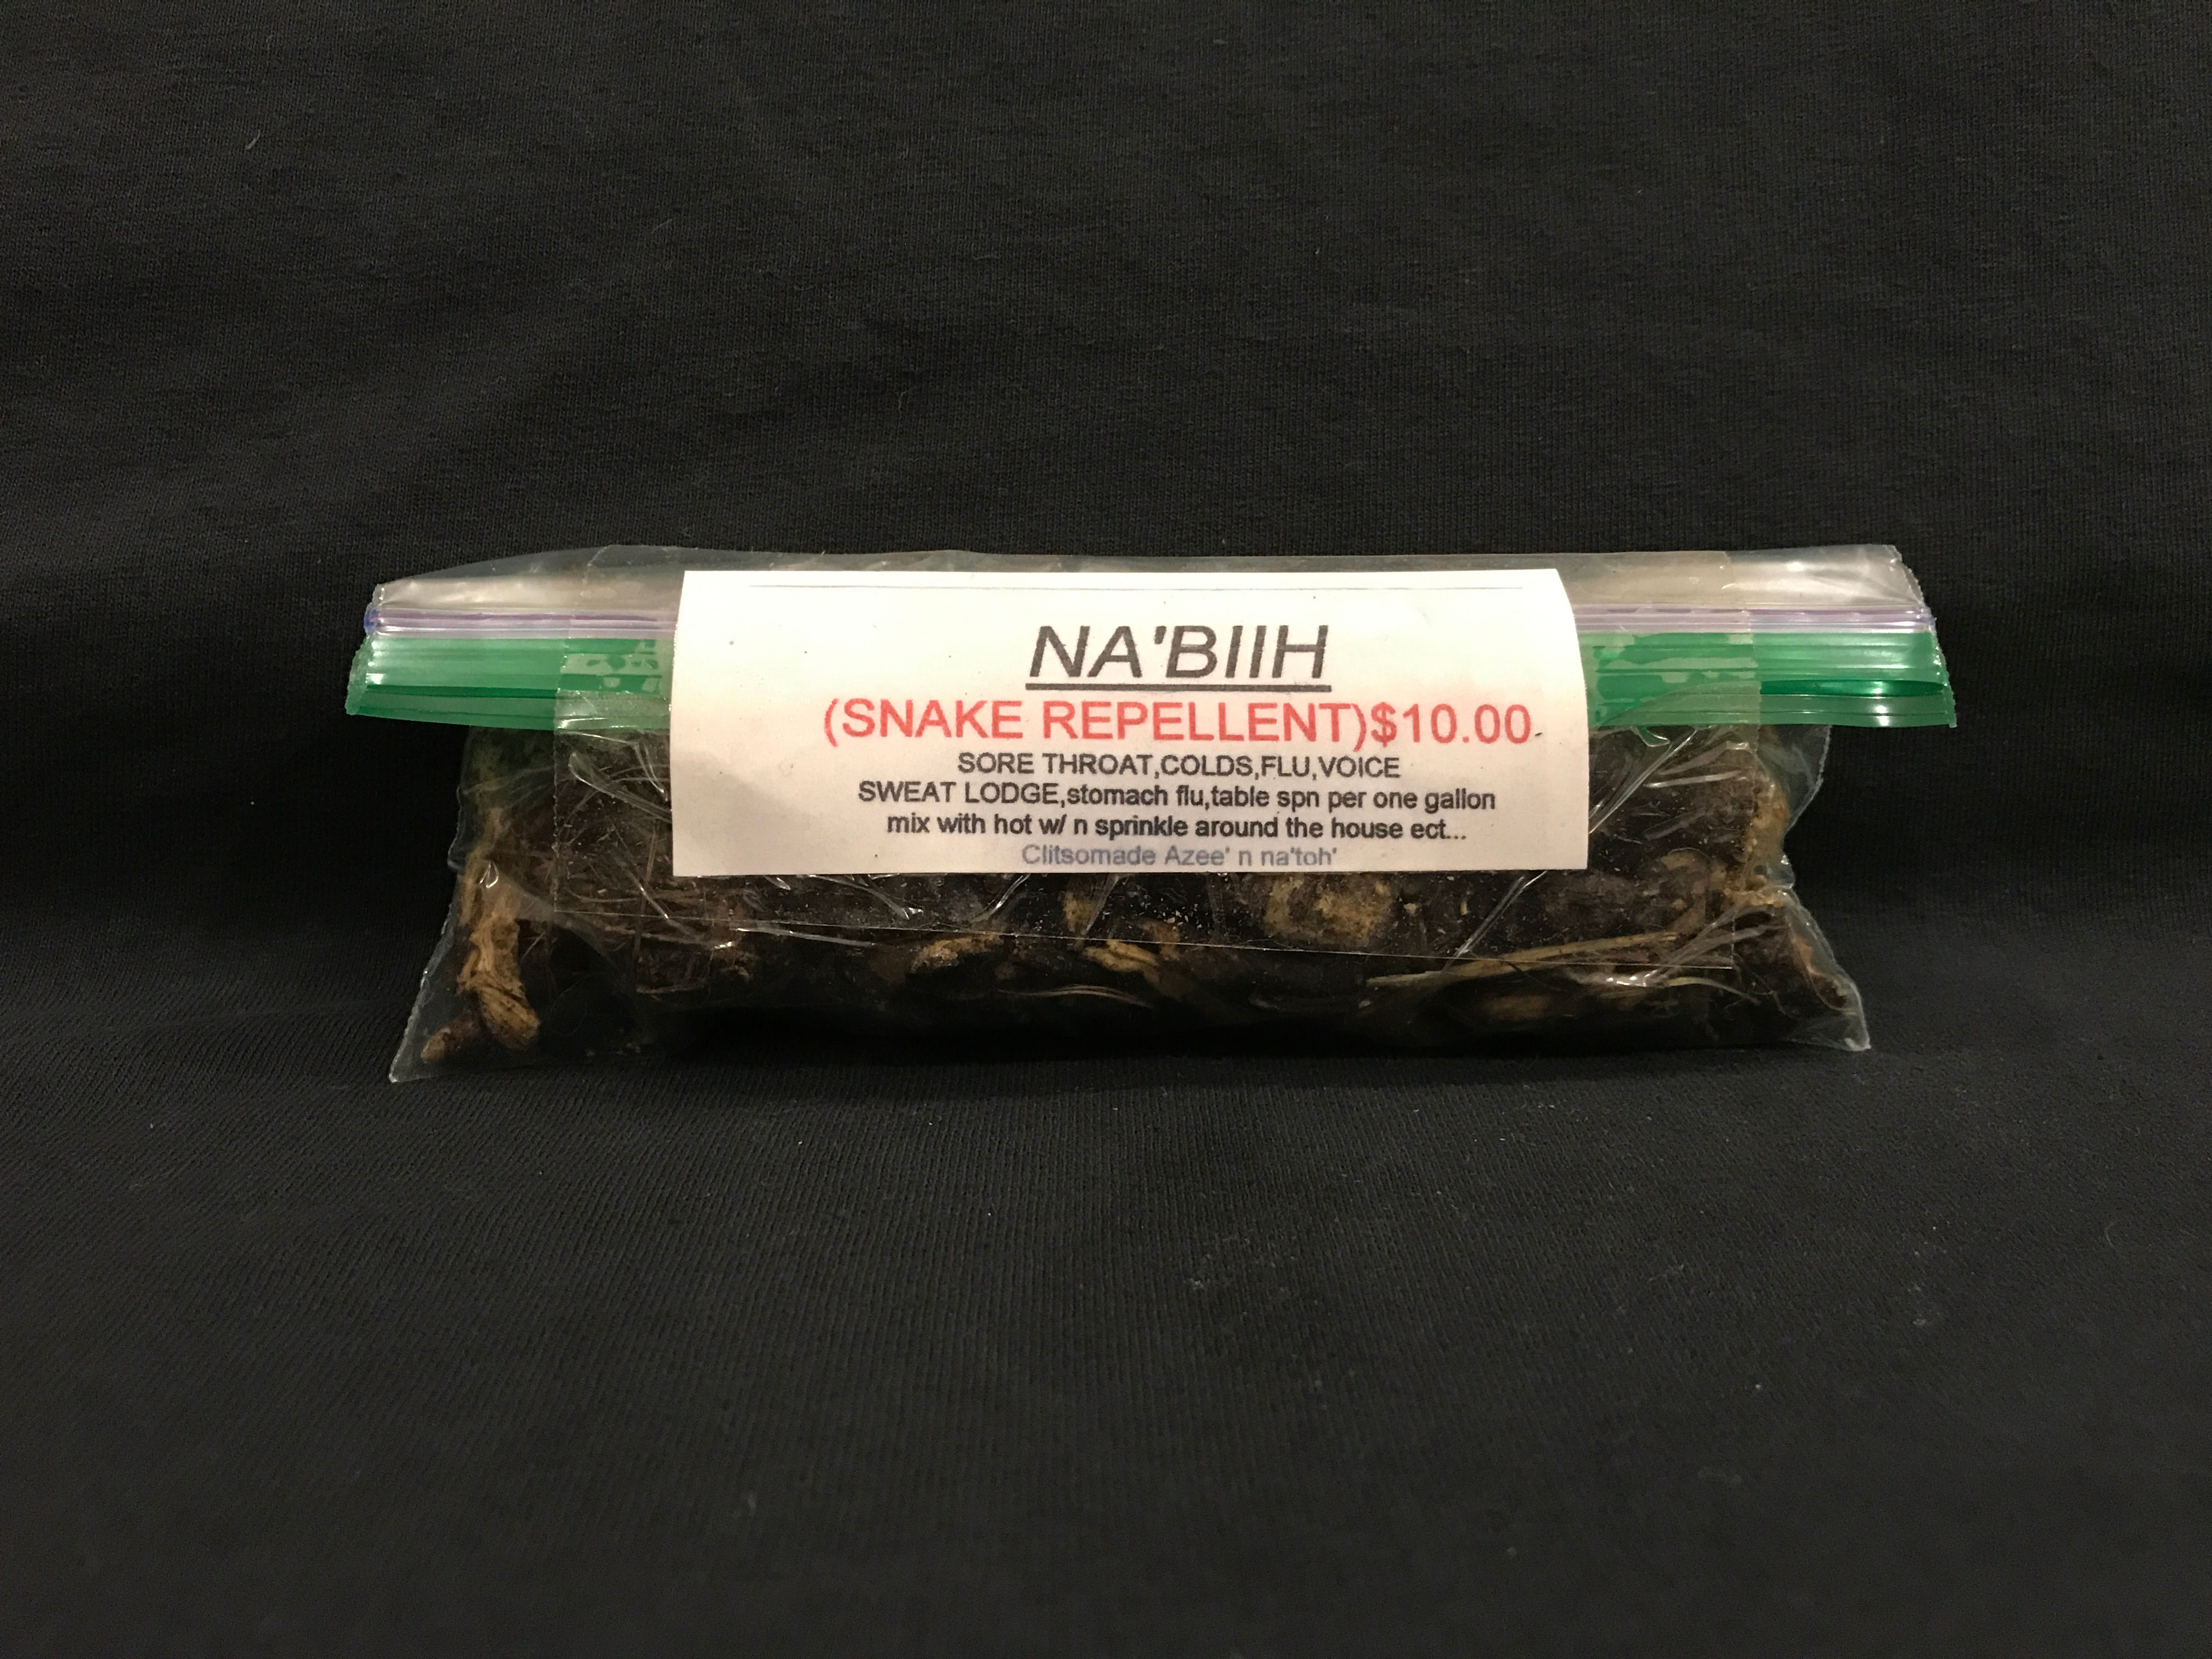 NA'BIIH
(SNAKE REPELLENT)$10.00
SORE THROAT,COLDS,FLU,VOICE
SWEAT LODGE,stomach flu,table spn per one gallon
mix with hot w/ n sprinkle around the house ect...
Clitsomade Azee' n na'toh'